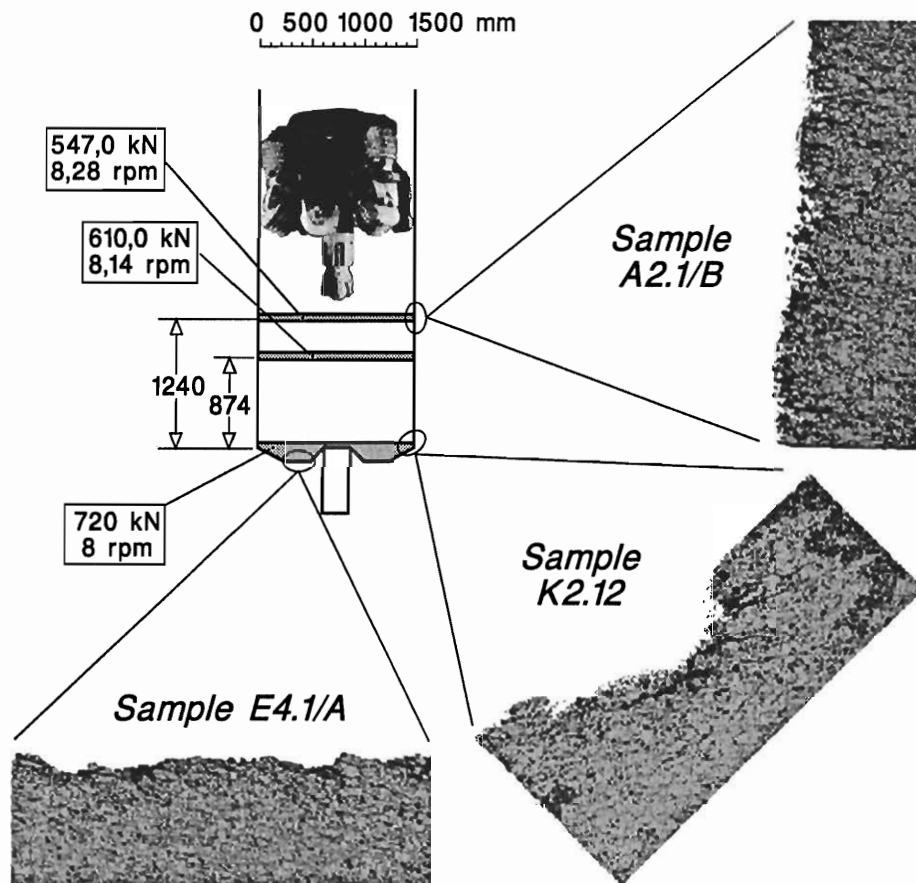 0 500 1000 1500 mm
547,0 kN
8,28 rpm
610,0 kN
8,14 rpm
Sample
A2.1/B
1240
874
720 kN
8 rpm
Sample
K2.12
Sample E4.1/A